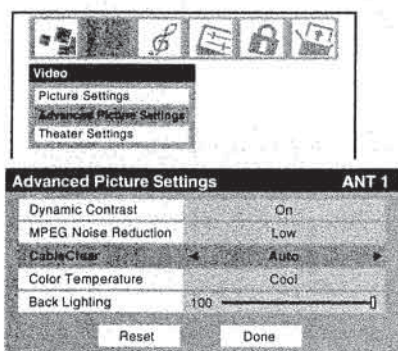 Video
Picture Settings
Advanced Picture Settings
Theater Settings
Advanced Picture Settings ANT 1
Dynamic Contrast On
MPEG Noise Reduction Low
CableClear Auto
Color Temperature Cool
Back Lighting 100
Reset Done